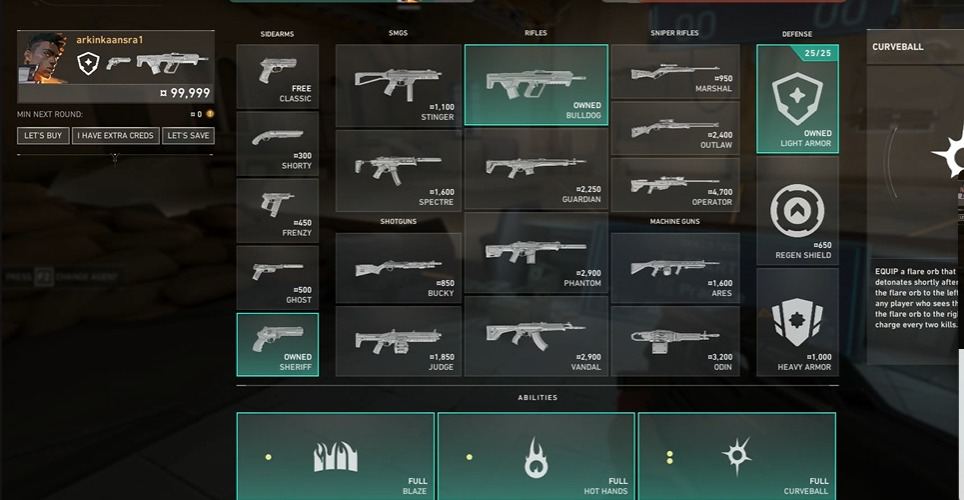 arkinkaansra1
¤ 99,999
MIN NEXT ROUND: ¤ 0
LET'S BUY
I HAVE EXTRA CREDS
LET'S SAVE
PRESS F2 CHANGE AGENT
SIDEARMS
FREE
CLASSIC
¤300
SHORTY
¤450
FRENZY
¤500
GHOST
OWNED
SHERIFF
SMGS
¤1,100
STINGER
¤1,600
SPECTRE
SHOTGUNS
¤850
BUCKY
¤1,850
JUDGE
RIFLES
OWNED
BULLDOG
¤2,250
GUARDIAN
¤2,900
PHANTOM
¤2,900
VANDAL
SNIPER RIFLES
¤950
MARSHAL
¤2,400
OUTLAW
¤4,700
OPERATOR
MACHINE GUNS
¤1,600
ARES
¤3,200
ODIN
DEFENSE
25/25
OWNED
LIGHT ARMOR
¤650
REGEN SHIELD
¤1,000
HEAVY ARMOR
ABILITIES
FULL
BLAZE
FULL
HOT HANDS
FULL
CURVEBALL
CURVEBALL
EQUIP a flare orb that
detonates shortly after
the flare orb to the left
any player who sees th
the flare orb to the rig
charge every two kills.